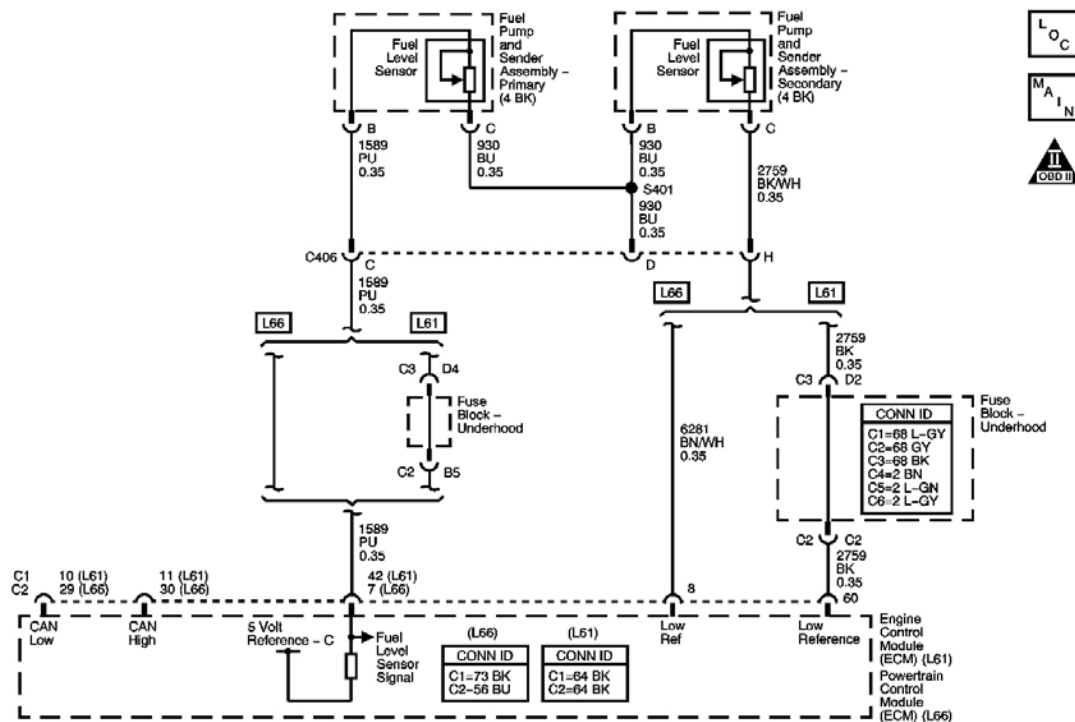 Fuel Level Sensor
Fuel Pump and Sender Assembly – Primary (4 BK)
Fuel Level Sensor
Fuel Pump and Sender Assembly – Secondary (4 BK)
L O C
M A I N
II
OBD II
B
C
B
C
1589
PU
0.35
930
BU
0.35
930
BU
0.35
2759
BK/WH
0.35
S401
930
BU
0.35
C406
C
D
H
1589
PU
0.35
L66
L61
L66
L61
2759
BK
0.35
C3
D4
C3
D2
Fuse Block – Underhood
Fuse Block – Underhood
CONN ID
C1=68 L-GY
C2=68 GY
C3=68 BK
C4=2 BN
C5=2 L-GN
C6=2 L-GY
6281
BN/WH
0.35
C2
B5
C2
C2
1589
PU
0.35
2759
BK
0.35
C1
C2
10 (L61)
29 (L66)
11 (L61)
30 (L66)
42 (L61)
7 (L66)
8
60
CAN Low
CAN High
5 Volt Reference – C
Fuel Level Sensor Signal
(L66)
CONN ID
C1=73 BK
C2-56 BU
(L61)
CONN ID
C1=64 BK
C2=64 BK
Low Ref
Low Reference
Engine Control Module (ECM) (L61)
Powertrain Control Module (ECM) (L66)